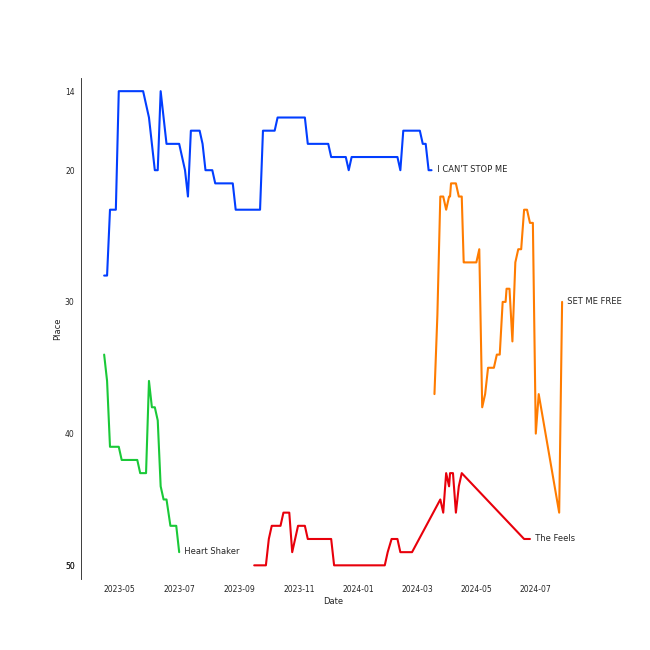 14
20
30
40
50
Place
I CAN'T STOP ME
SET ME FREE
Heart Shaker
The Feels
2023-05 2023-07 2023-09 2023-11 2024-01 2024-03 2024-05 2024-07
Date